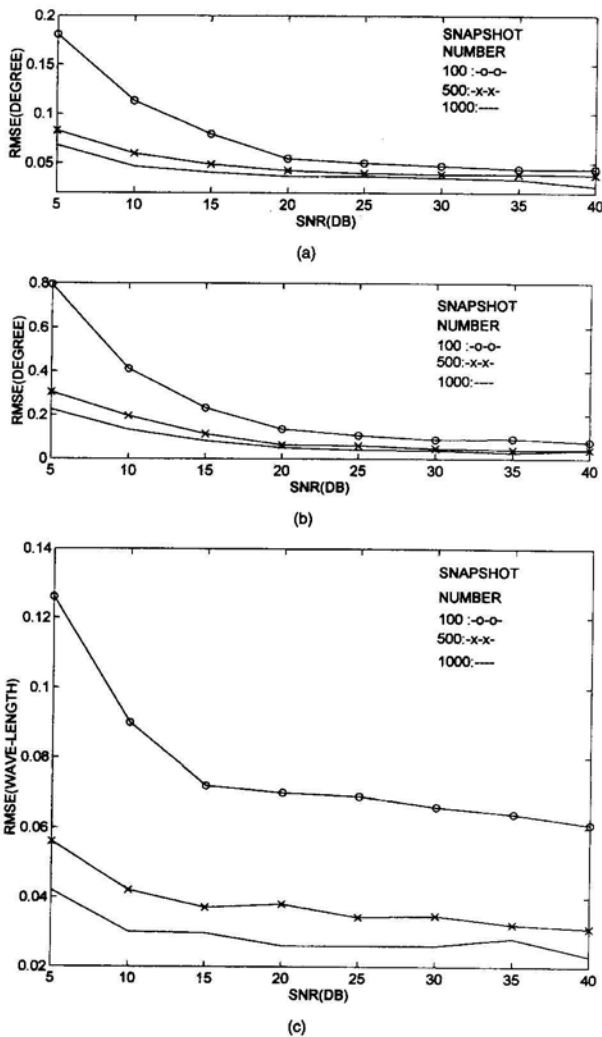 0.2
0.15
0.1
0.05
RMSE(DEGREE)
SNAPSHOT
NUMBER
100 :-o-o-
500:-x-x-
1000:----
5 10 15 20 25 30 35 40
SNR(DB)
(a)
0.8
0.6
0.4
0.2
0
RMSE(DEGREE)
SNAPSHOT
NUMBER
100 :-o-o-
500:-x-x-
1000:----
5 10 15 20 25 30 35 40
SNR(DB)
(b)
0.14
0.12
0.1
0.08
0.06
0.04
0.02
RMSE(WAVE-LENGTH)
SNAPSHOT
NUMBER
100 :-o-o-
500:-x-x-
1000:----
5 10 15 20 25 30 35 40
SNR(DB)
(c)